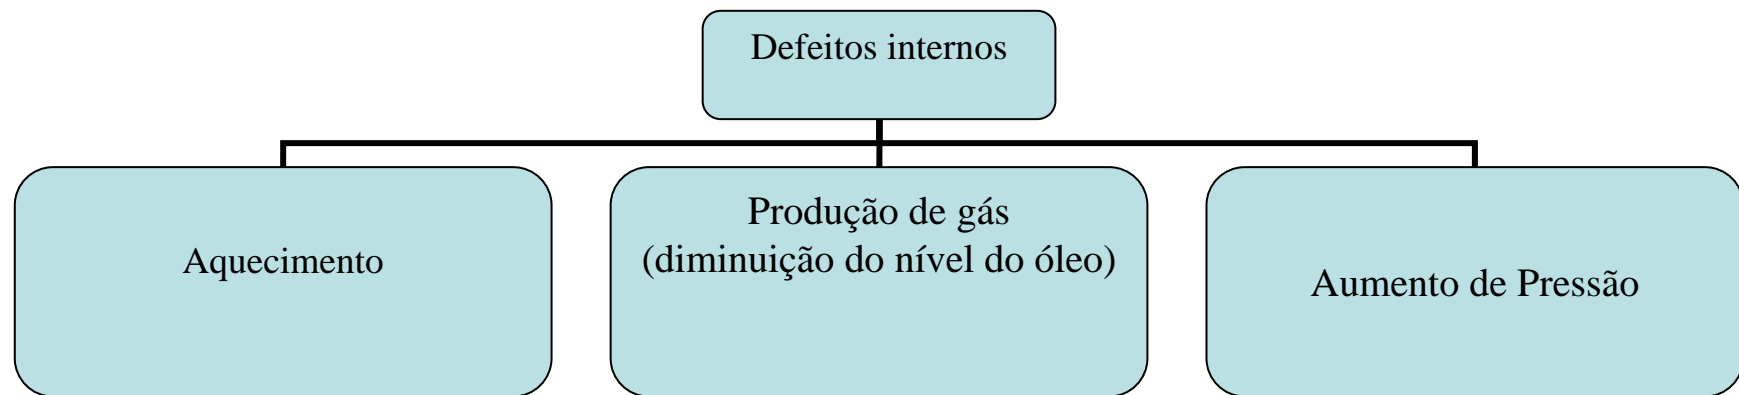 Defeitos internos
Aquecimento
Produção de gás
(diminuição do nível do óleo)
Aumento de Pressão